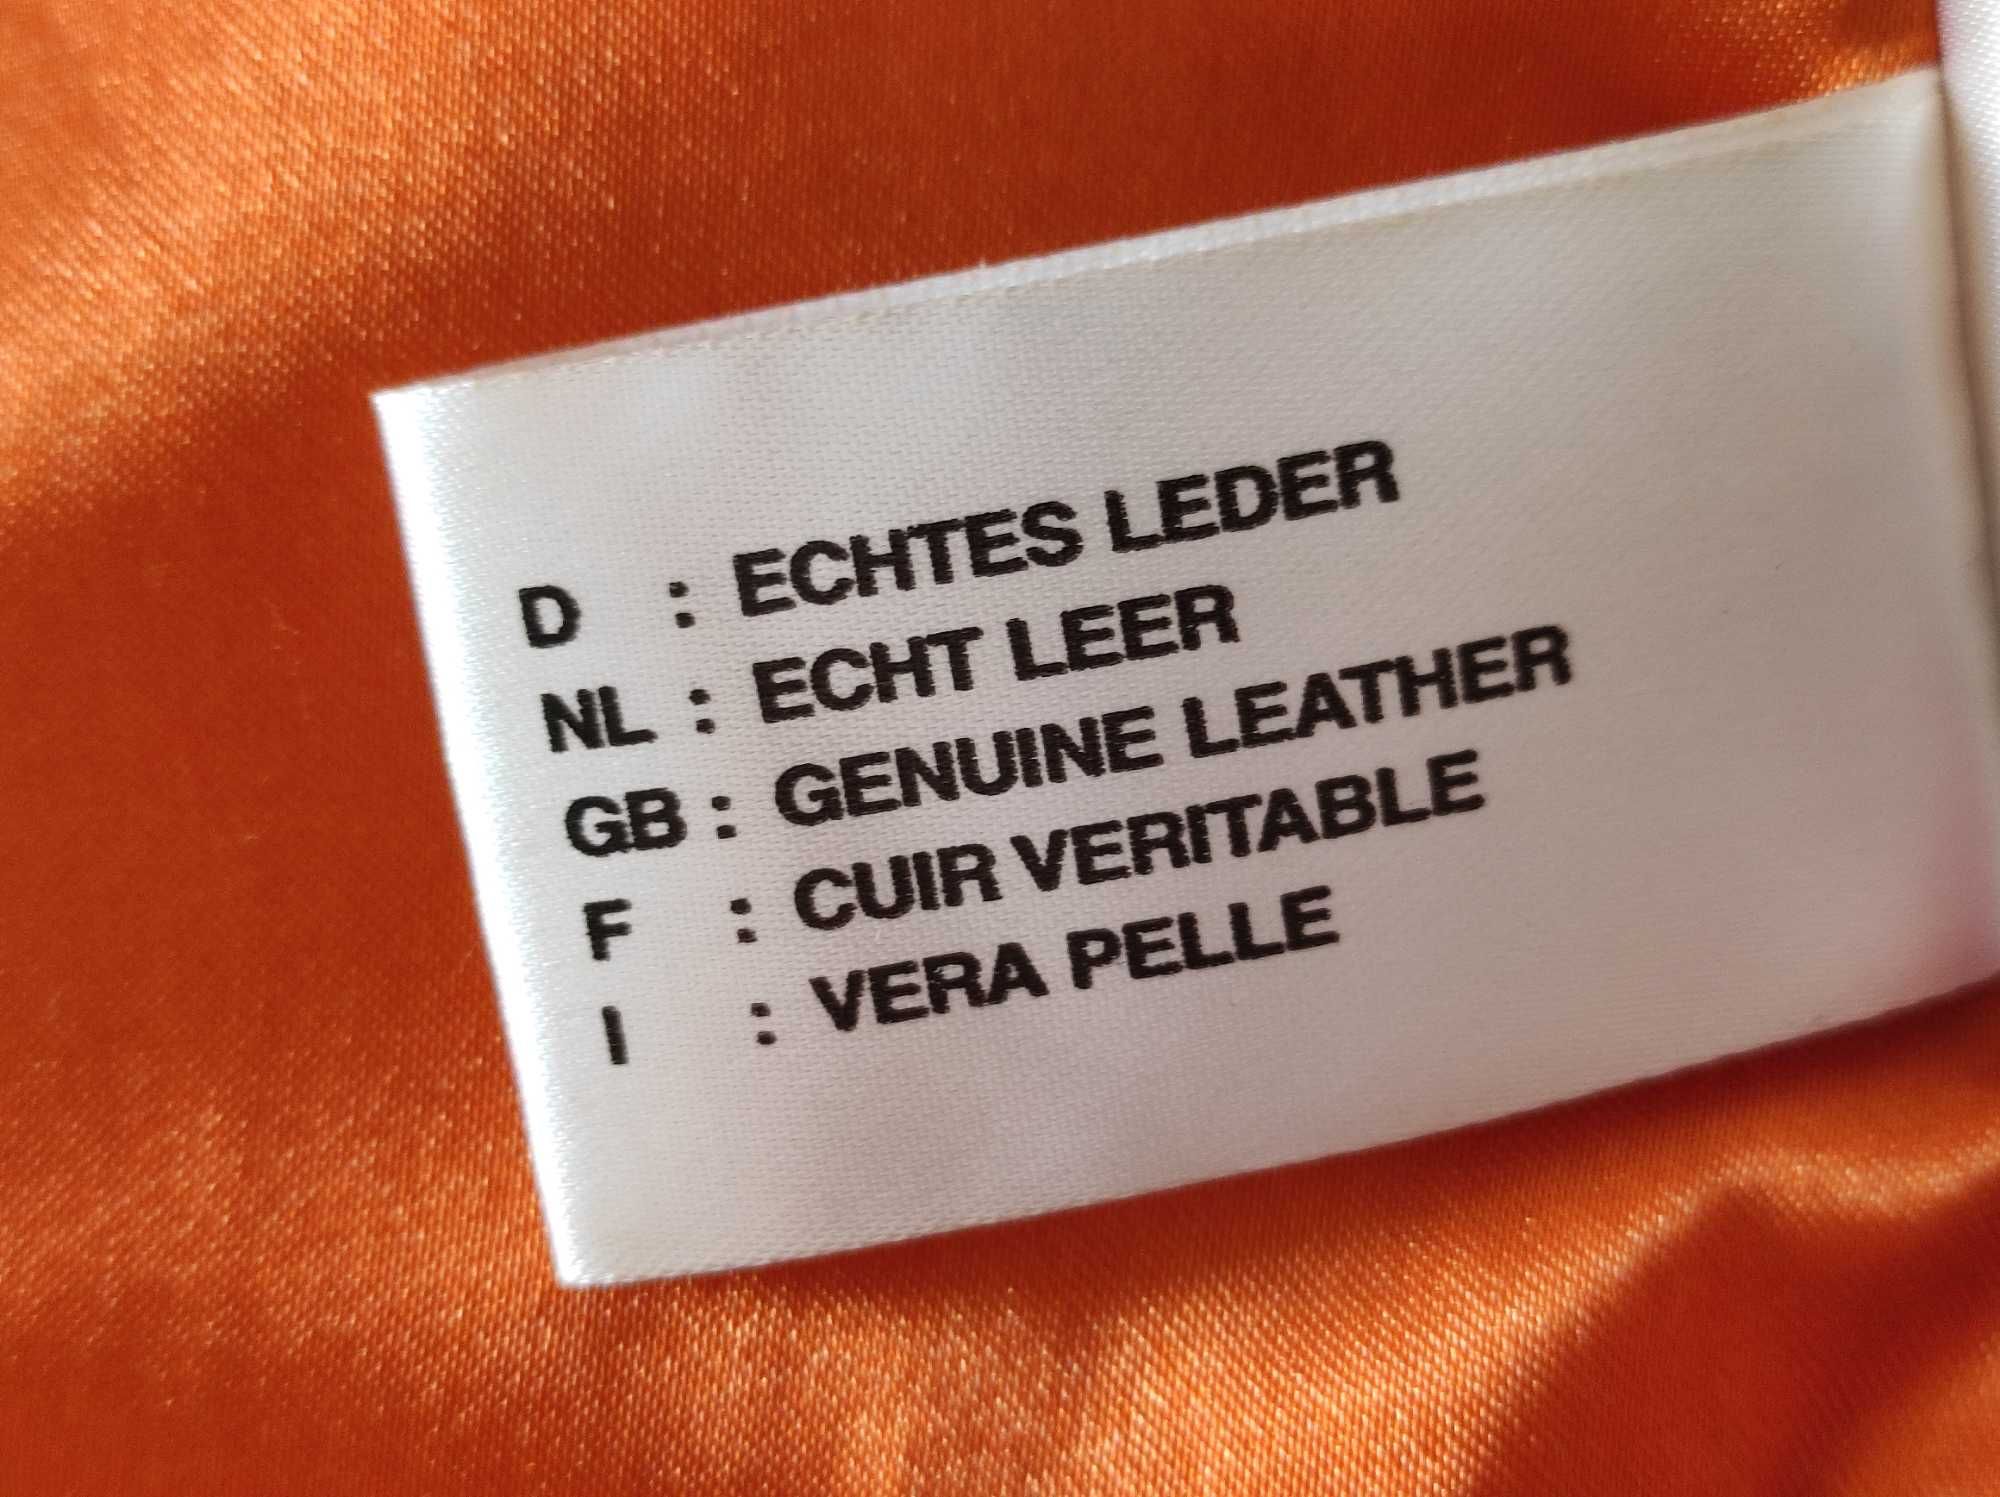 D : ECHTES LEDER
NL : ECHT LEER
GB : GENUINE LEATHER
F : CUIR VERITABLE
I : VERA PELLE